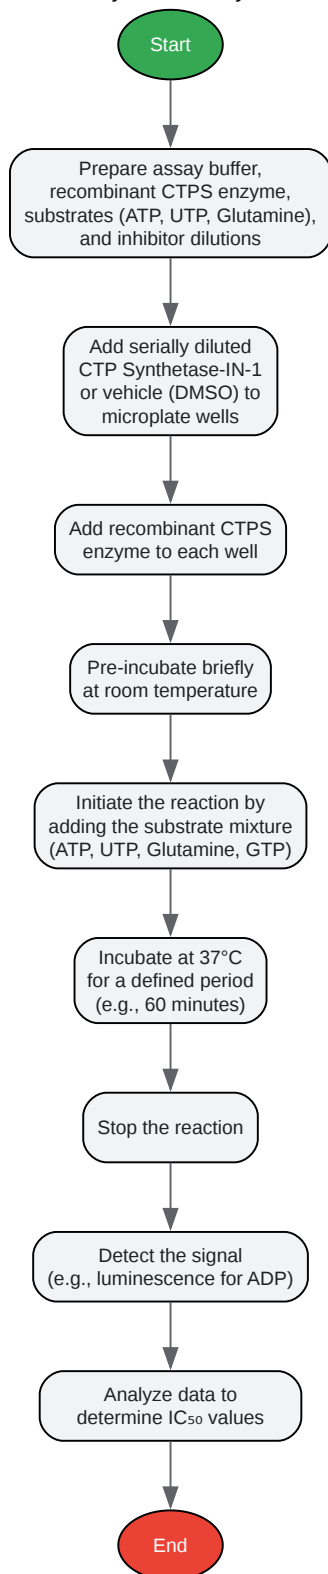 Start
Prepare assay buffer,
recombinant CTPS enzyme,
substrates (ATP, UTP, Glutamine),
and inhibitor dilutions
Add serially diluted
CTP Synthetase-IN-1
or vehicle (DMSO) to
microplate wells
Add recombinant CTPS
enzyme to each well
Pre-incubate briefly
at room temperature
Initiate the reaction by
adding the substrate mixture
(ATP, UTP, Glutamine, GTP)
Incubate at 37°C
for a defined period
(e.g., 60 minutes)
Stop the reaction
Detect the signal
(e.g., luminescence for ADP)
Analyze data to
determine IC₅₀ values
End